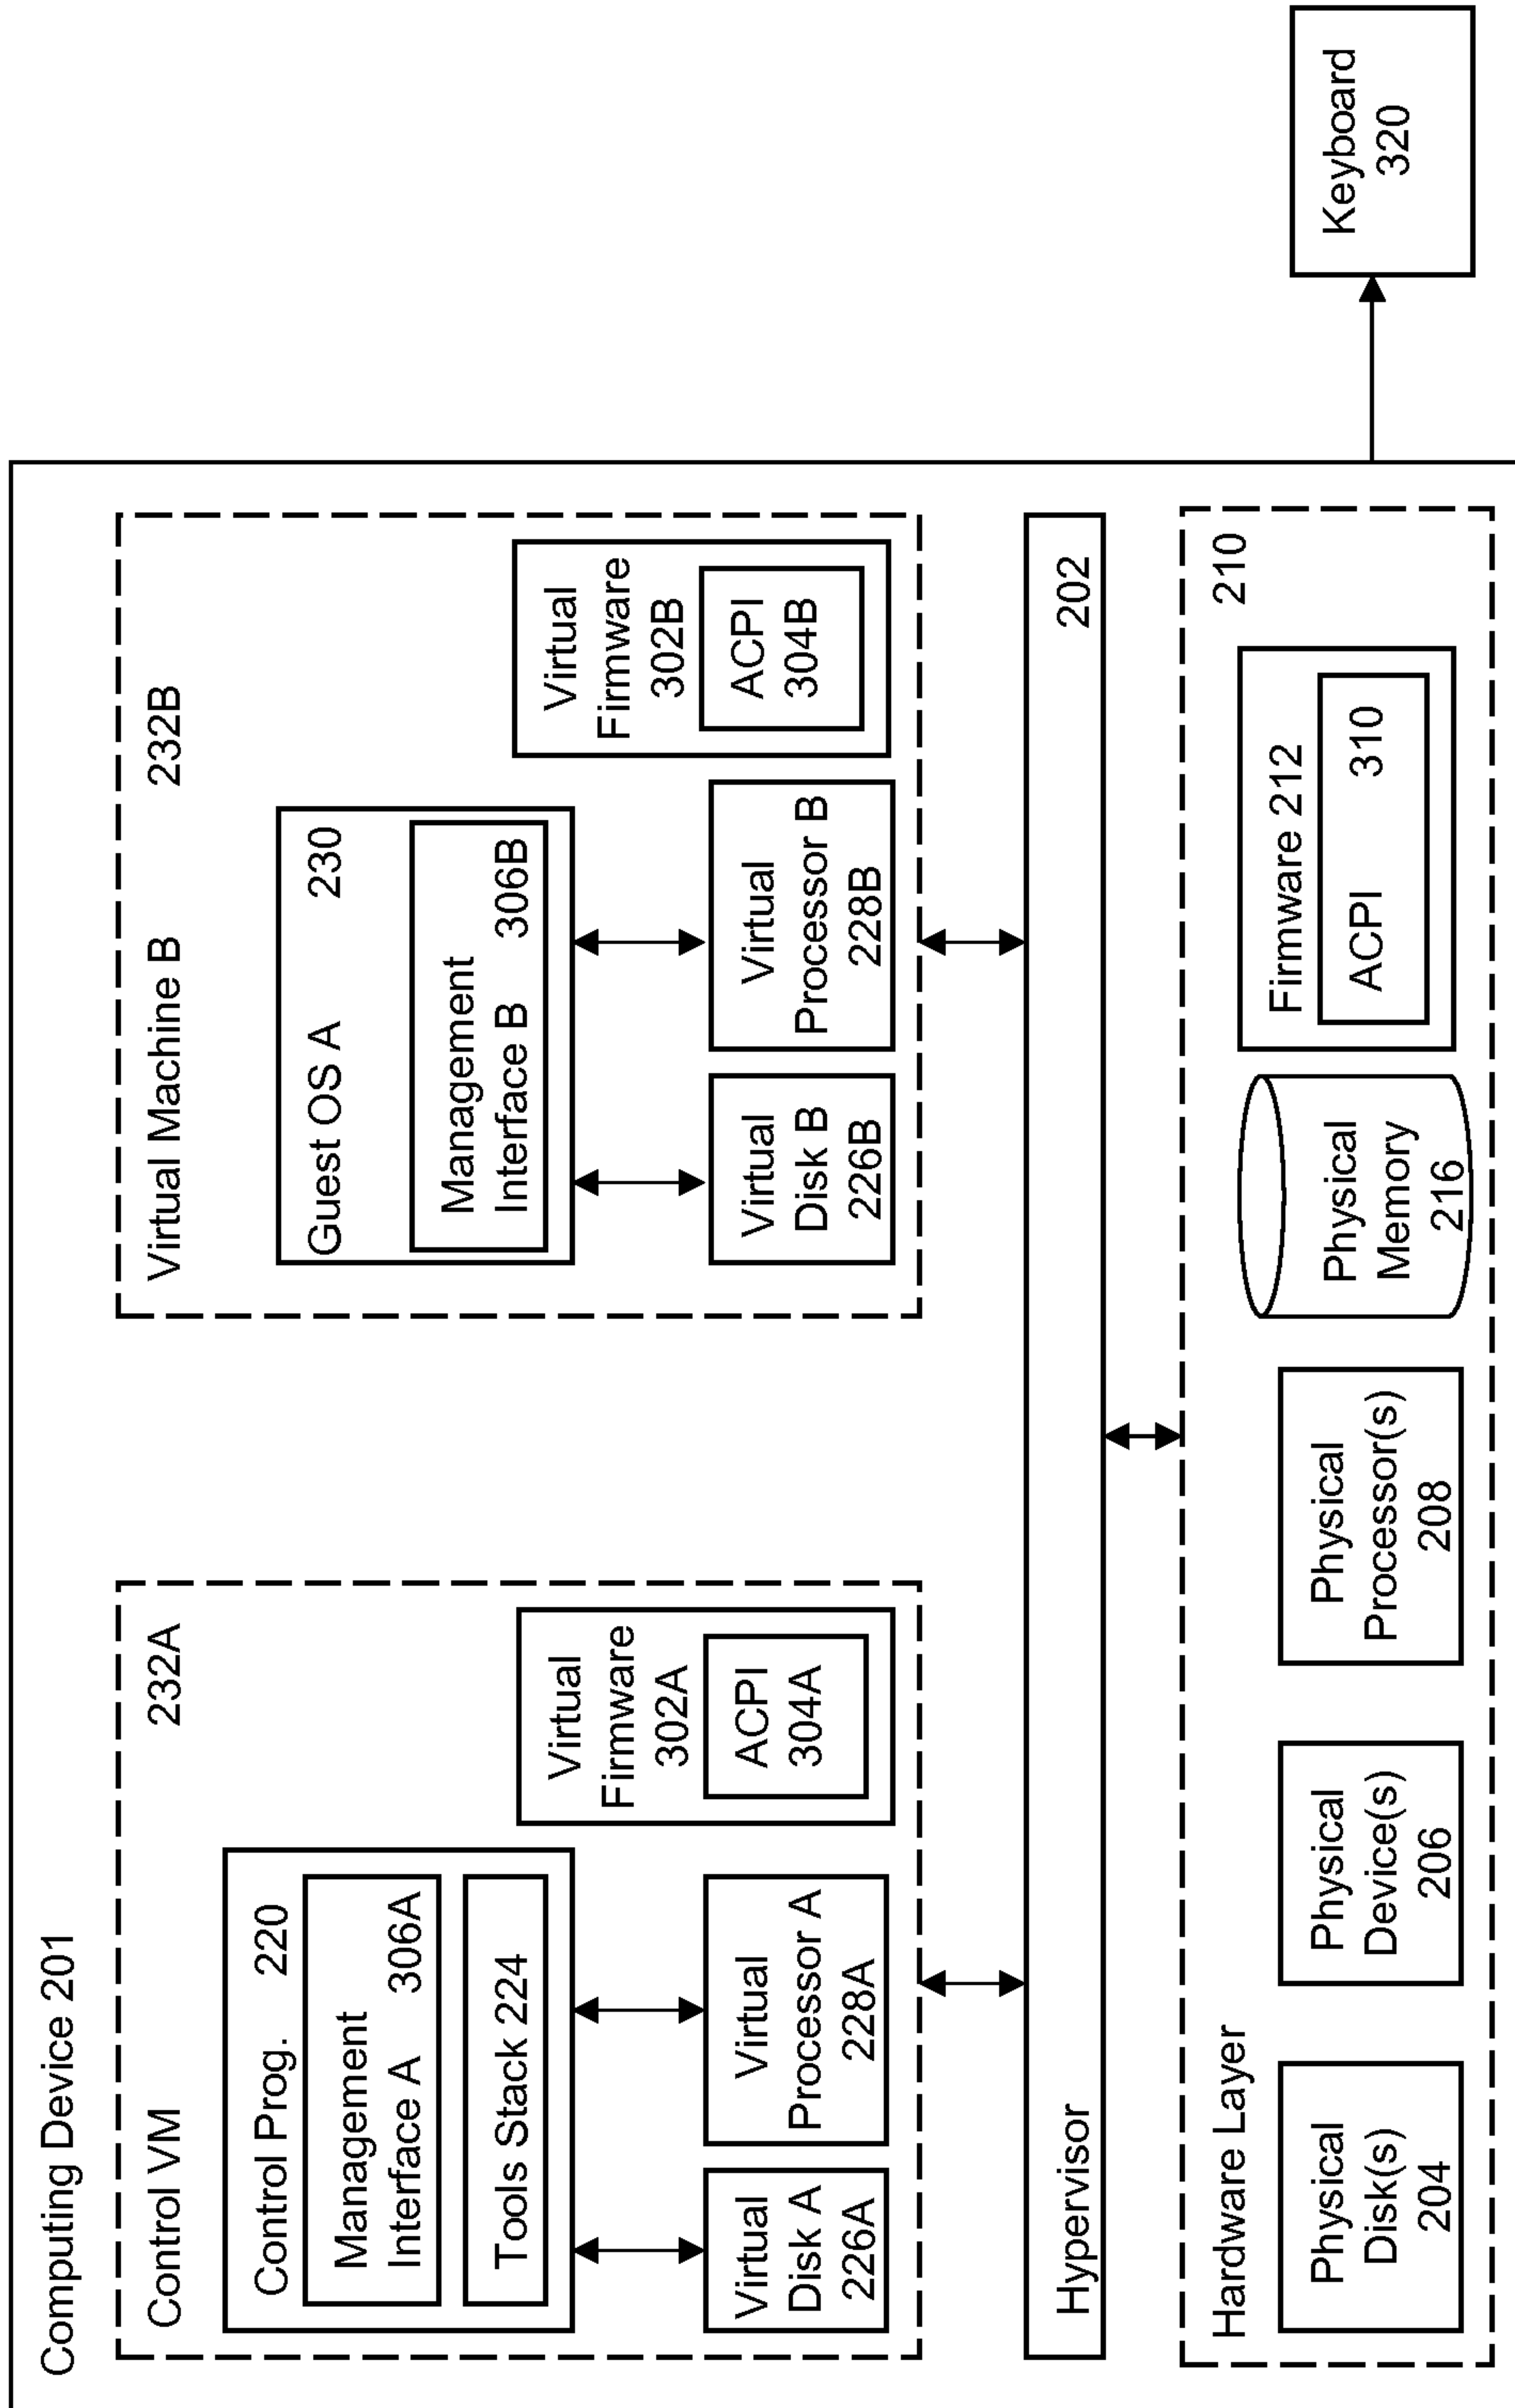 Computing Device 201
Control VM 232A
Control Prog. 220
Management
Interface A 306A
Tools Stack 224
Virtual
Disk A
226A
Virtual
Processor A
228A
Virtual
Firmware
302A
ACPI
304A
Virtual Machine B 232B
Guest OS A 230
Management
Interface B 306B
Virtual
Disk B
226B
Virtual
Processor B
228B
Virtual
Firmware
302B
ACPI
304B
Hypervisor 202
Hardware Layer 210
Physical
Disk(s)
204
Physical
Device(s)
206
Physical
Processor(s)
208
Physical
Memory
216
Firmware 212
ACPI 310
Keyboard
320